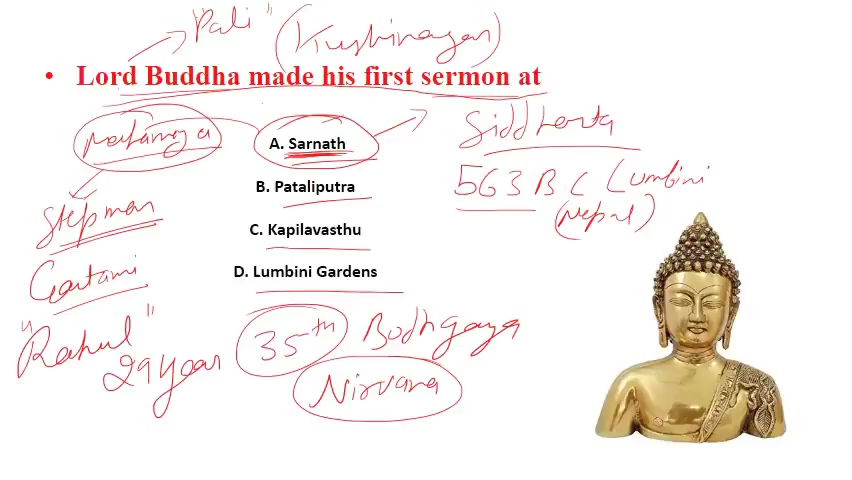 "Pali" (Kushinagar)
• Lord Buddha made his first sermon at
Siddharta
A. Sarnath
563 BC Lumbini
(Nepal)
B. Pataliputra
Stepmom
C. Kapilavasthu
Gautami
D. Lumbini Gardens
"Rahul"
29 year
35th Bodhgaya
Nirvana